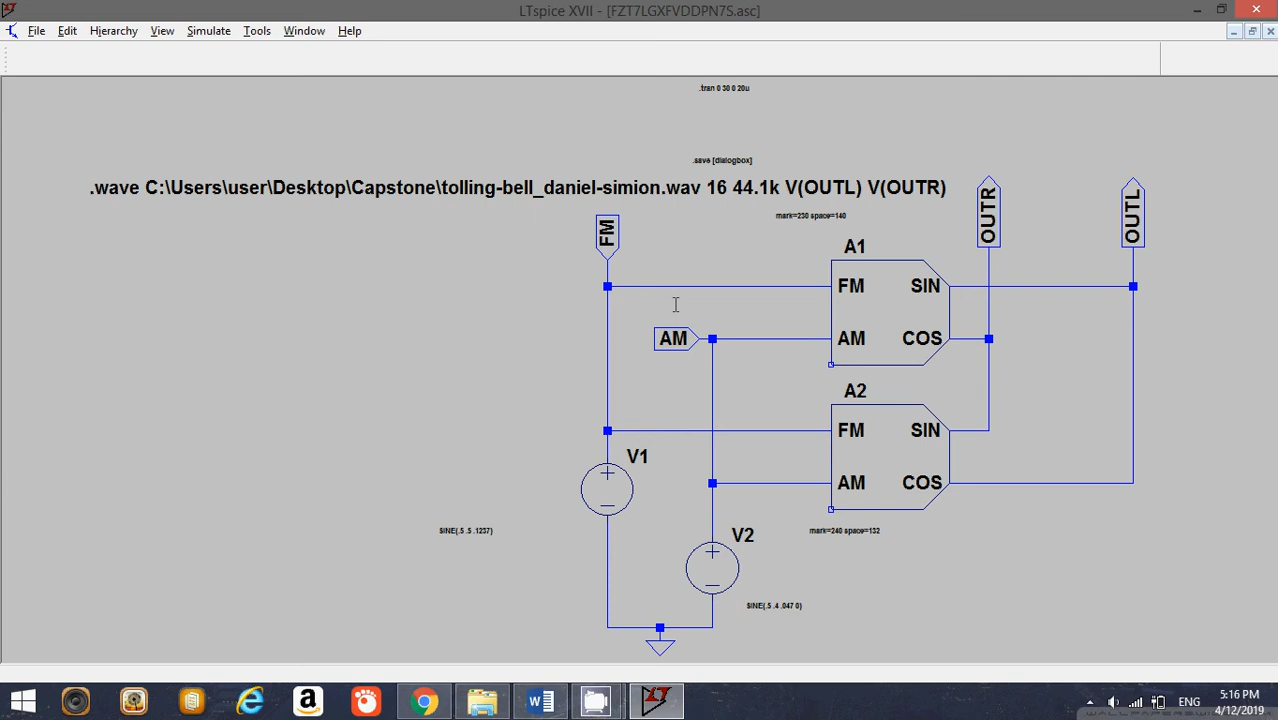 LTspice XVII - [FZT7LGXFVDDPN7S.asc]
File Edit Hierarchy View Simulate Tools Window Help
.tran 0 30 0 20u
.save [dialogbox]
.wave C:\Users\user\Desktop\Capstone\tolling-bell_daniel-simion.wav 16 44.1k V(OUTL) V(OUTR)
mark=230 space=140
FM
OUTR
OUTL
A1
FM SIN
AM
AM COS
A2
FM SIN
V1
AM COS
SINE(.5 .5 .1237)
mark=240 space=132
V2
SINE(.5 .4 .047 0)
ENG
5:16 PM
4/12/2019